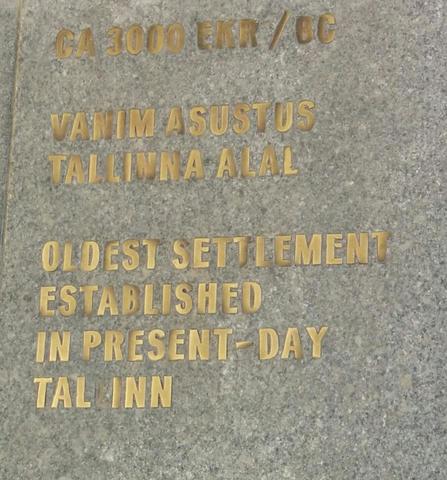 CA 3000 EKR / BC
VANIM ASUSTUS
TALLINNA ALAL
OLDEST SETTLEMENT
ESTABLISHED
IN PRESENT-DAY
TALLINN